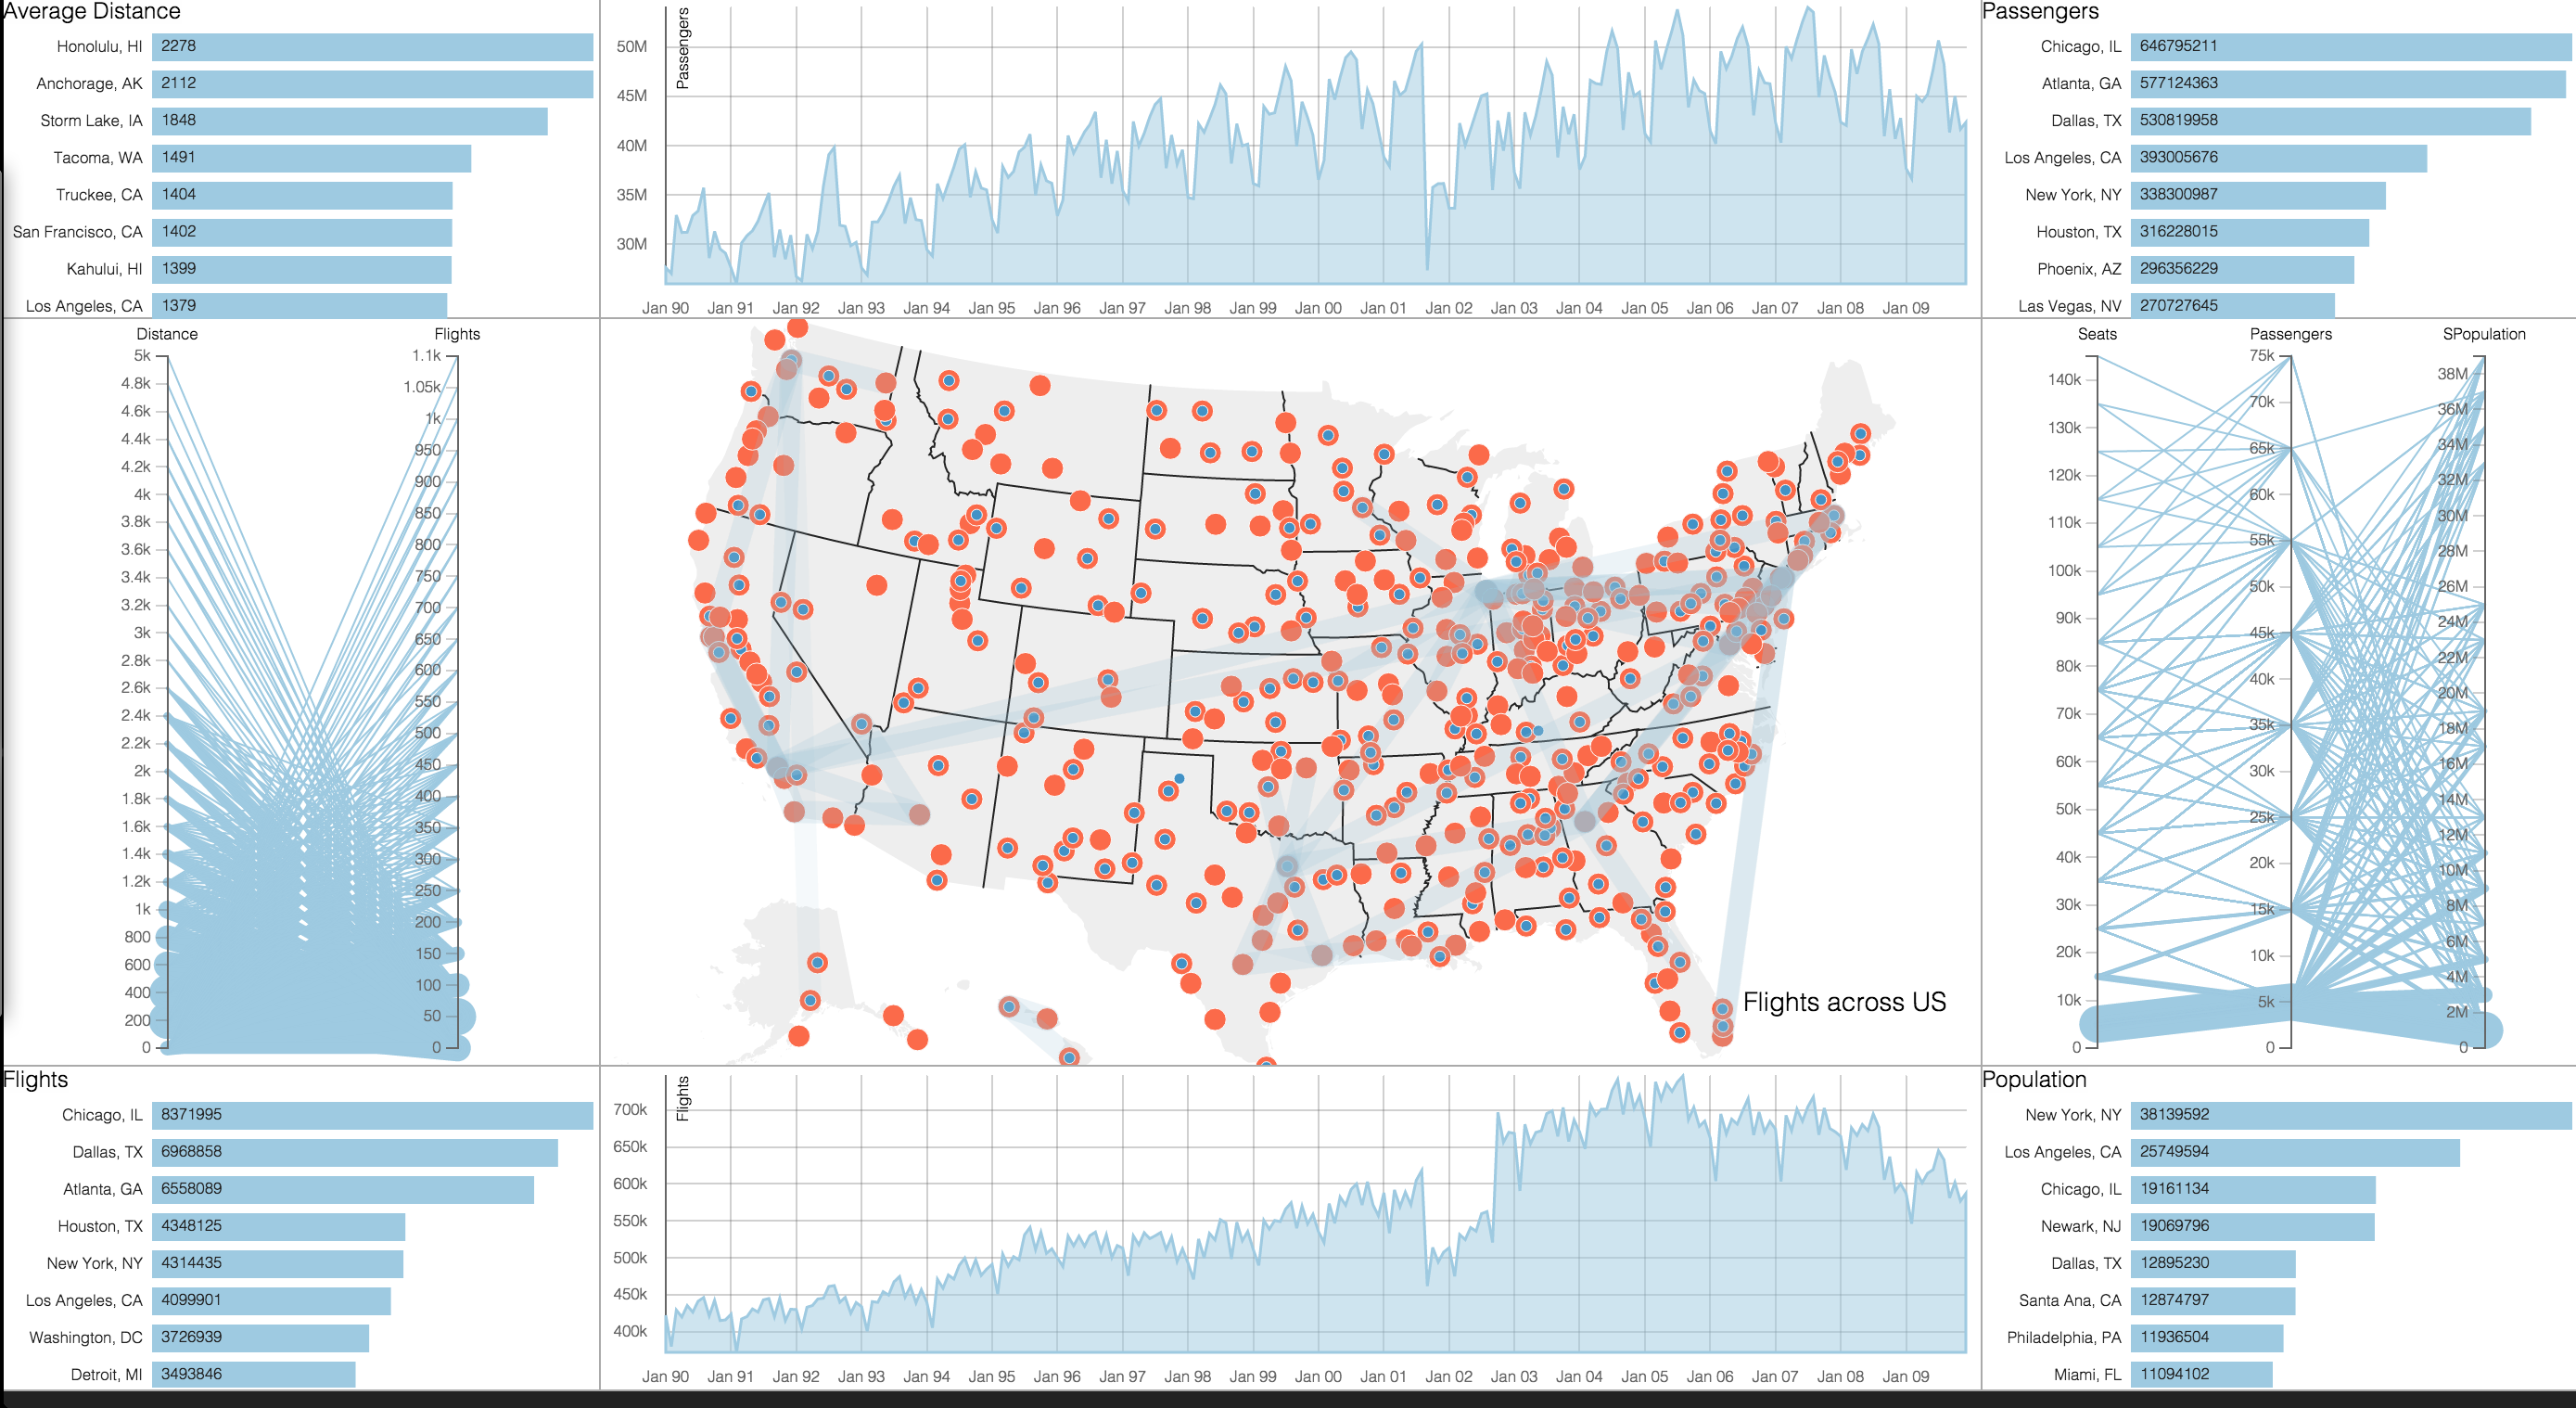 Average Distance
Honolulu, HI 2278
Anchorage, AK 2112
Storm Lake, IA 1848
Tacoma, WA 1491
Truckee, CA 1404
San Francisco, CA 1402
Kahului, HI 1399
Los Angeles, CA 1379
Passengers
50M
45M
40M
35M
30M
Jan 90 Jan 91 Jan 92 Jan 93 Jan 94 Jan 95 Jan 96 Jan 97 Jan 98 Jan 99 Jan 00 Jan 01 Jan 02 Jan 03 Jan 04 Jan 05 Jan 06 Jan 07 Jan 08 Jan 09
Passengers
Chicago, IL 646795211
Atlanta, GA 577124363
Dallas, TX 530819958
Los Angeles, CA 393005676
New York, NY 338300987
Houston, TX 316228015
Phoenix, AZ 296356229
Las Vegas, NV 270727645
Distance
5k
4.8k
4.6k
4.4k
4.2k
4k
3.8k
3.6k
3.4k
3.2k
3k
2.8k
2.6k
2.4k
2.2k
2k
1.8k
1.6k
1.4k
1.2k
1k
800
600
400
200
0
Flights
1.1k
1.05k
1k
950
900
850
800
750
700
650
600
550
500
450
400
350
300
250
200
150
100
50
0
Flights across US
Seats
140k
130k
120k
110k
100k
90k
80k
70k
60k
50k
40k
30k
20k
10k
0
Passengers
75k
70k
65k
60k
55k
50k
45k
40k
35k
30k
25k
20k
15k
10k
5k
0
SPopulation
38M
36M
34M
32M
30M
28M
26M
24M
22M
20M
18M
16M
14M
12M
10M
8M
6M
4M
2M
0
Flights
Chicago, IL 8371995
Dallas, TX 6968858
Atlanta, GA 6558089
Houston, TX 4348125
New York, NY 4314435
Los Angeles, CA 4099901
Washington, DC 3726939
Detroit, MI 3493846
Flights
700k
650k
600k
550k
500k
450k
400k
Jan 90 Jan 91 Jan 92 Jan 93 Jan 94 Jan 95 Jan 96 Jan 97 Jan 98 Jan 99 Jan 00 Jan 01 Jan 02 Jan 03 Jan 04 Jan 05 Jan 06 Jan 07 Jan 08 Jan 09
Population
New York, NY 38139592
Los Angeles, CA 25749594
Chicago, IL 19161134
Newark, NJ 19069796
Dallas, TX 12895230
Santa Ana, CA 12874797
Philadelphia, PA 11936504
Miami, FL 11094102